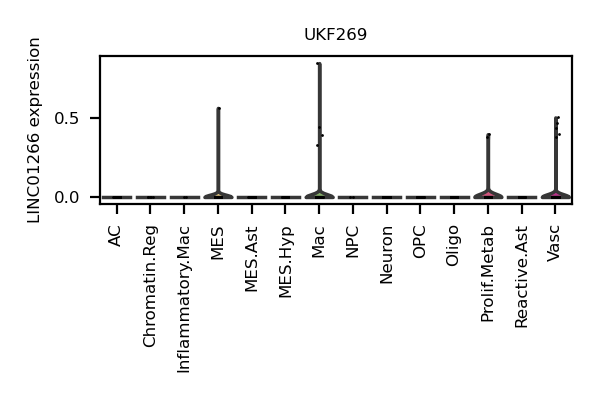 UKF269
LINC01266 expression
0.5
0.0
AC
Chromatin.Reg
Inflammatory.Mac
MES
MES.Ast
MES.Hyp
Mac
NPC
Neuron
OPC
Oligo
Prolif.Metab
Reactive.Ast
Vasc